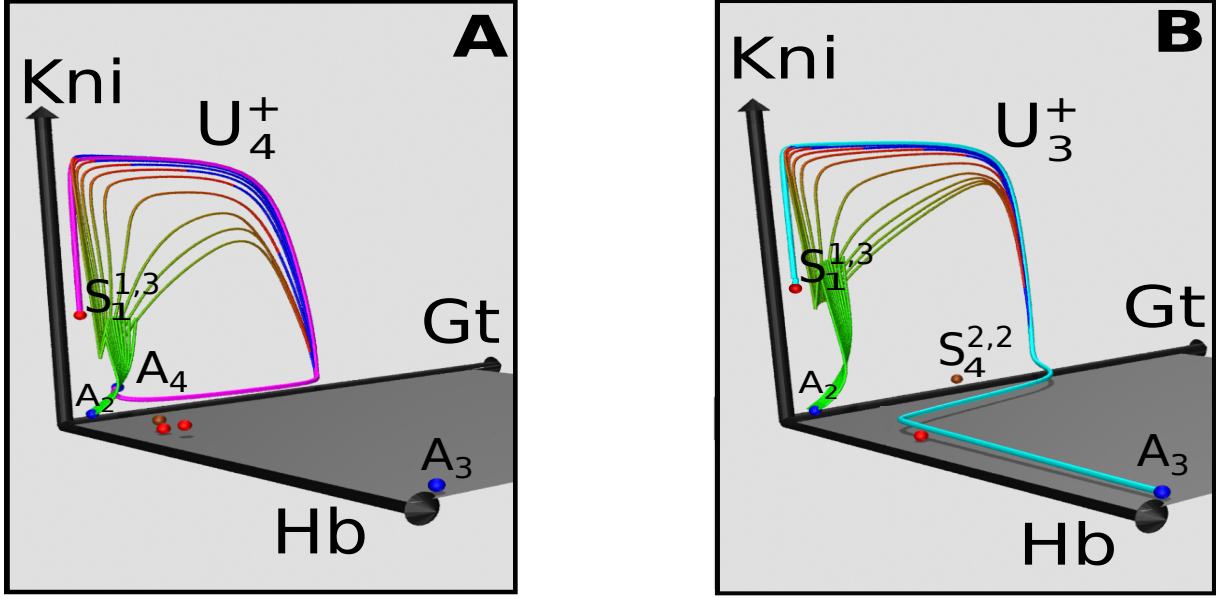 A
Kni
U₄⁺
S₁¹,³
Gt
A₄
A₂
A₃
Hb
B
Kni
U₃⁺
S₁¹,³
Gt
S₄²,²
A₂
A₃
Hb